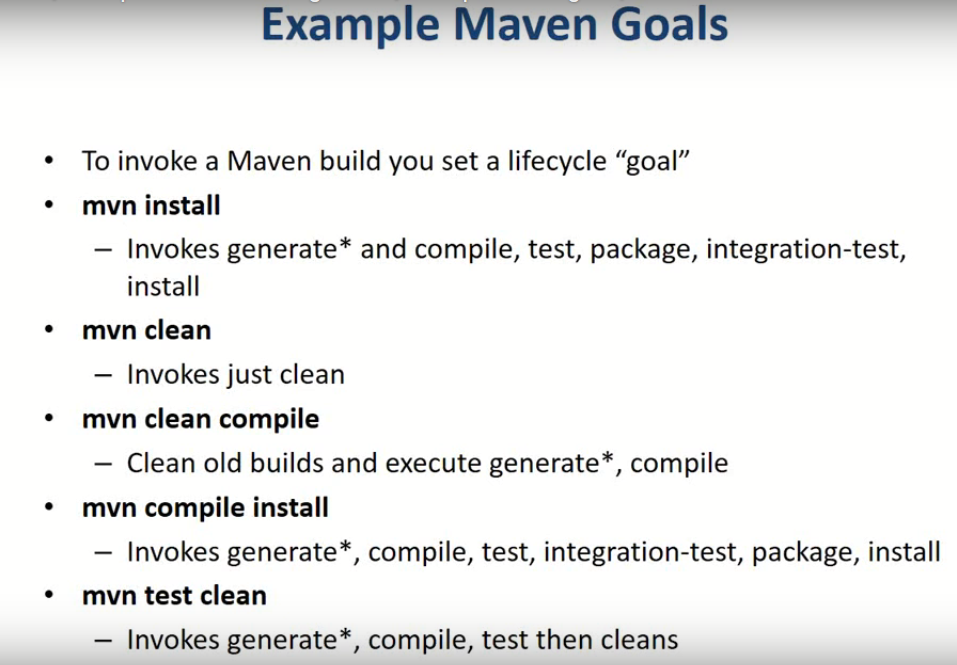 Example Maven Goals
• To invoke a Maven build you set a lifecycle “goal”
• mvn install
– Invokes generate* and compile, test, package, integration-test,
install
• mvn clean
– Invokes just clean
• mvn clean compile
– Clean old builds and execute generate*, compile
• mvn compile install
– Invokes generate*, compile, test, integration-test, package, install
• mvn test clean
– Invokes generate*, compile, test then cleans